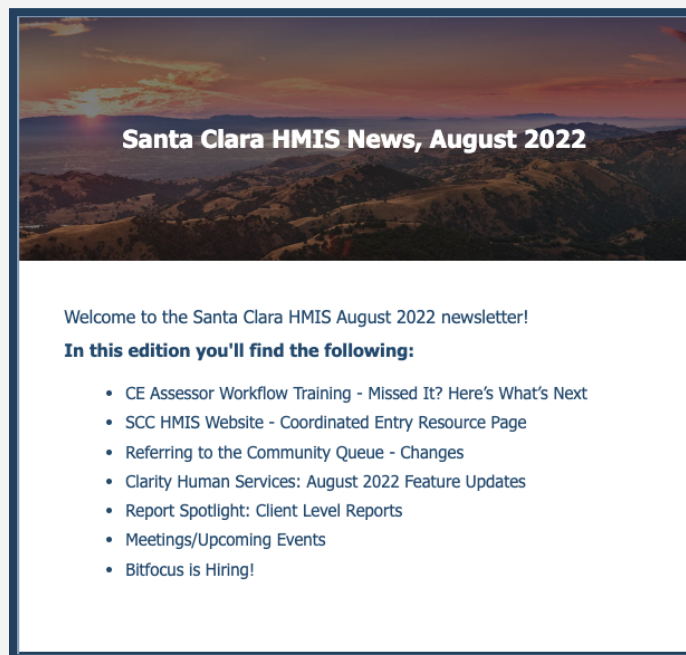 Santa Clara HMIS News, August 2022
Welcome to the Santa Clara HMIS August 2022 newsletter!
In this edition you'll find the following:
• CE Assessor Workflow Training - Missed It? Here’s What’s Next
• SCC HMIS Website - Coordinated Entry Resource Page
• Referring to the Community Queue - Changes
• Clarity Human Services: August 2022 Feature Updates
• Report Spotlight: Client Level Reports
• Meetings/Upcoming Events
• Bitfocus is Hiring!